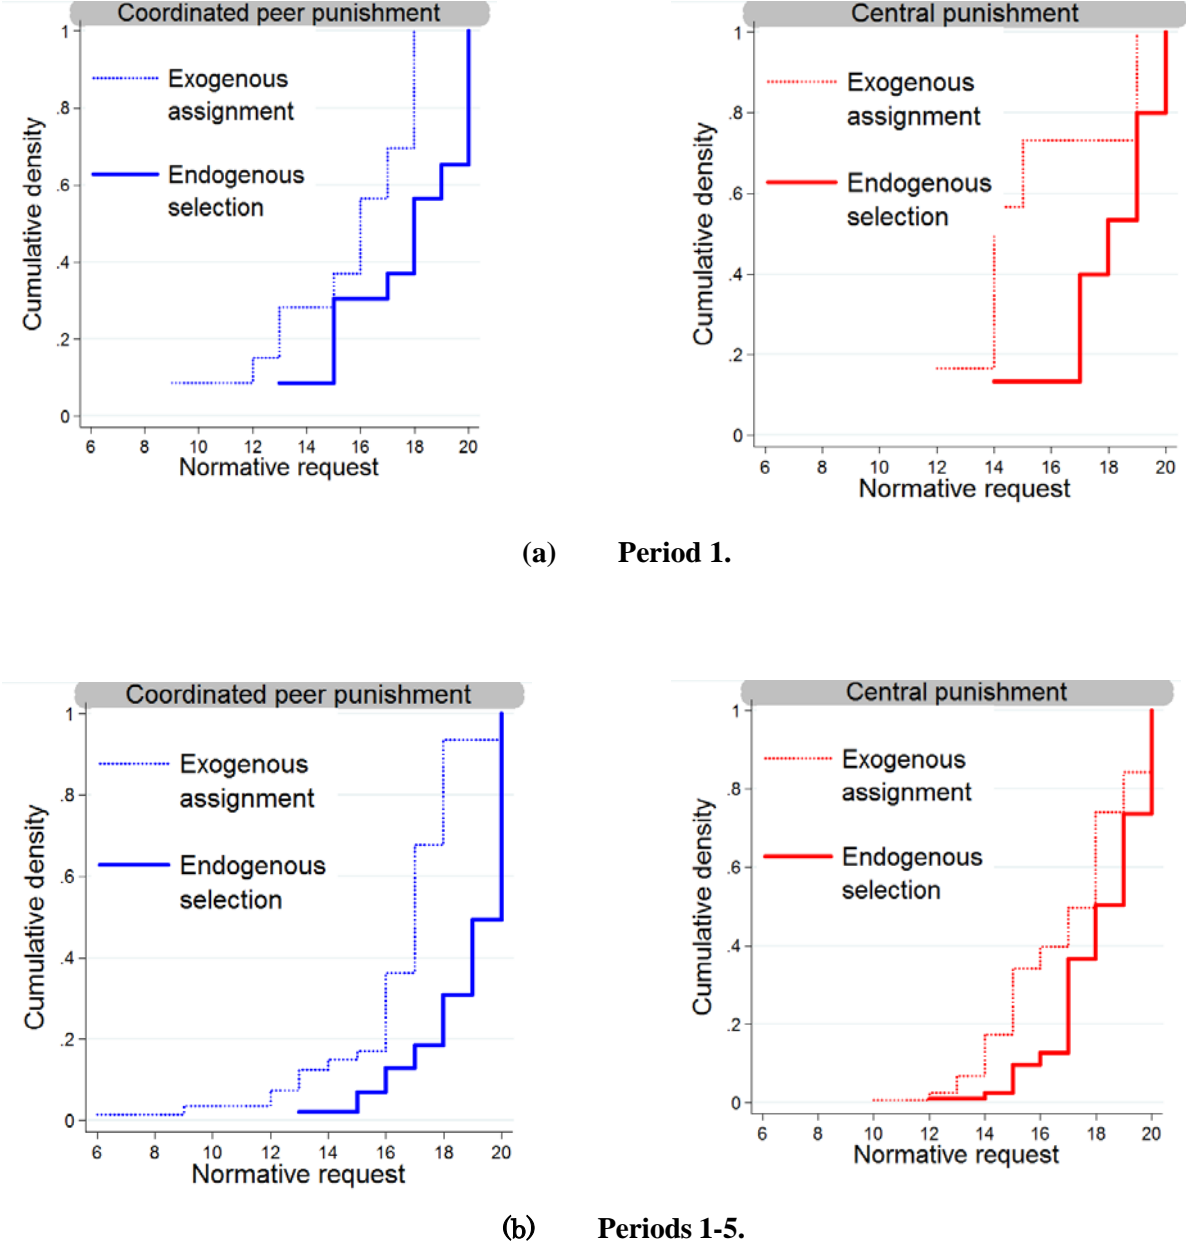 Coordinated peer punishment
1
.8
.6
.4
.2
0
Cumulative density
Exogenous
assignment
Endogenous
selection
6 8 10 12 14 16 18 20
Normative request
Central punishment
1
.8
.6
.4
.2
0
Cumulative density
Exogenous
assignment
Endogenous
selection
6 8 10 12 14 16 18 20
Normative request
(a) Period 1.
Coordinated peer punishment
1
.8
.6
.4
.2
0
Cumulative density
Exogenous
assignment
Endogenous
selection
6 8 10 12 14 16 18 20
Normative request
Central punishment
1
.8
.6
.4
.2
0
Cumulative density
Exogenous
assignment
Endogenous
selection
6 8 10 12 14 16 18 20
Normative request
(b) Periods 1-5.